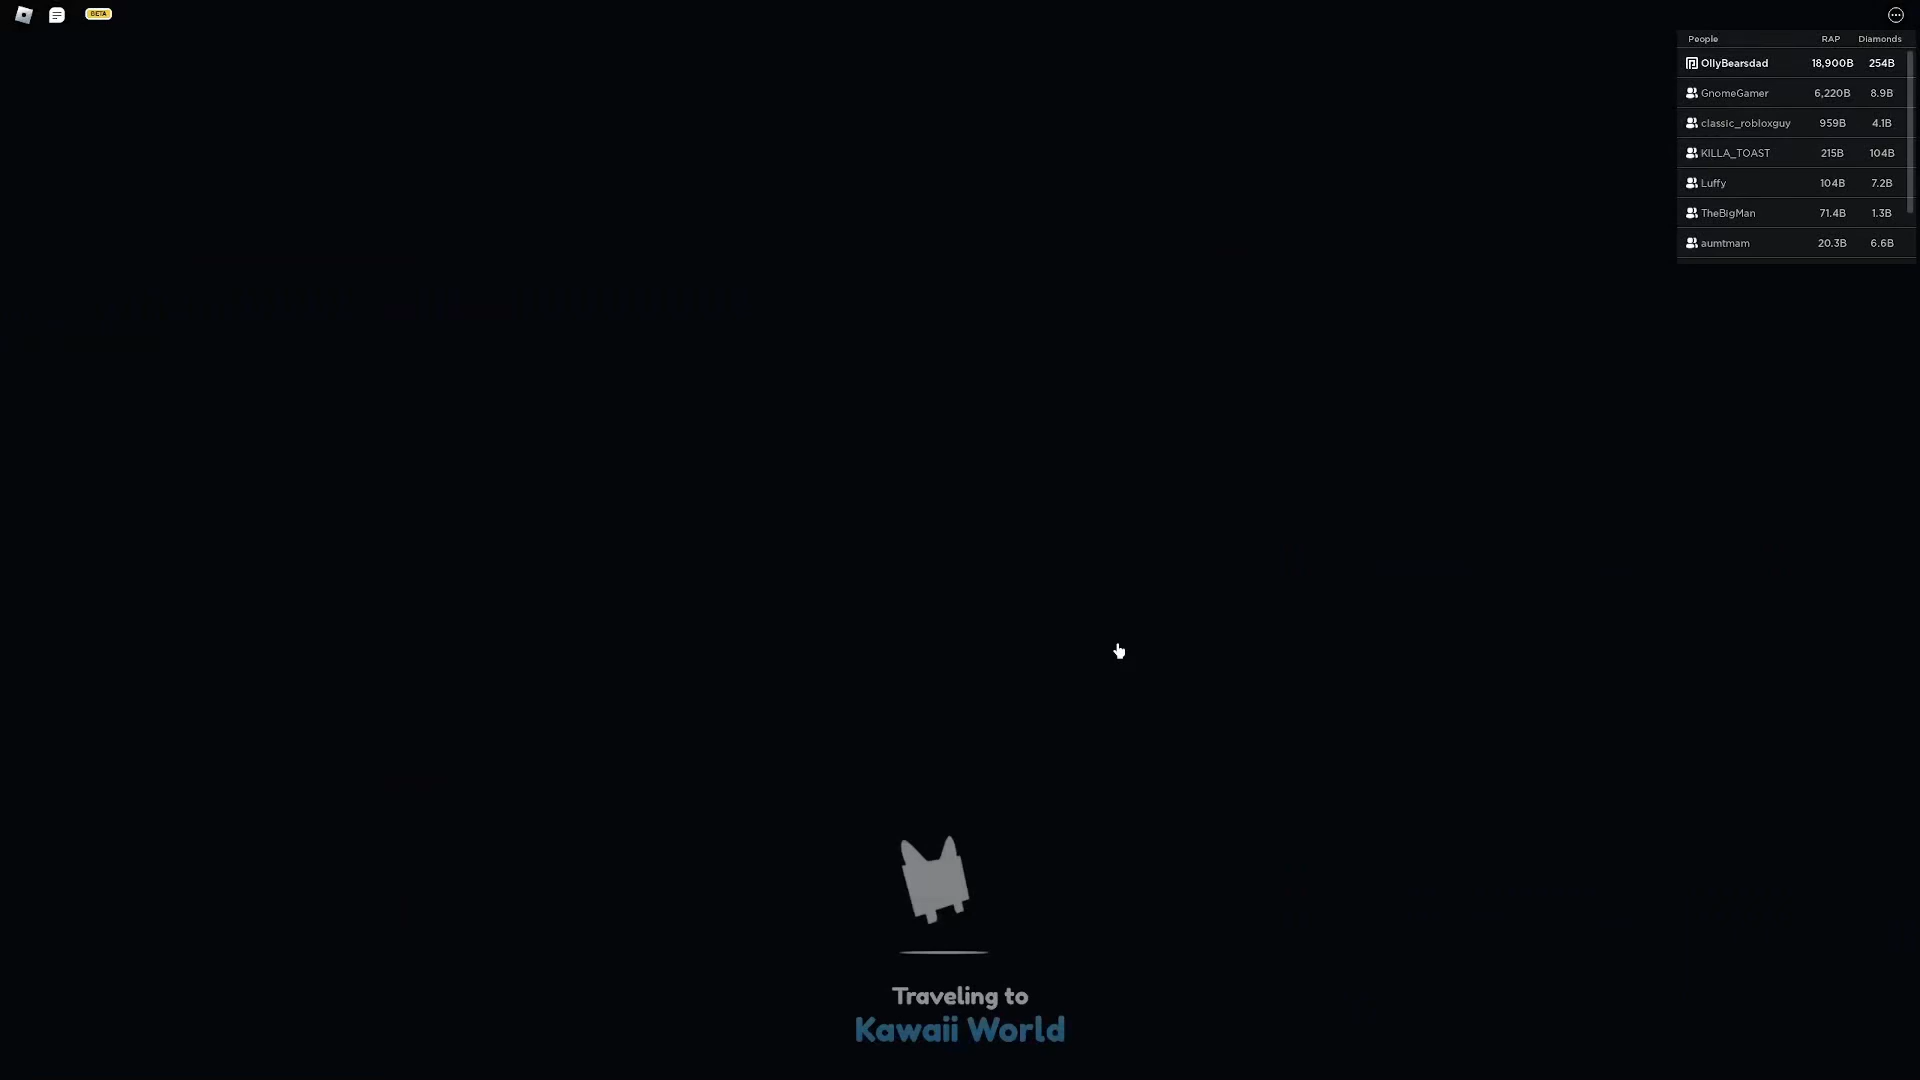 BETA
People RAP Diamonds
OllyBearsdad 18,900B 254B
GnomeGamer 6,220B 8.9B
classic_robloxguy 959B 4.1B
KILLA_TOAST 215B 104B
Luffy 104B 7.2B
TheBigMan 71.4B 1.3B
aumtmam 20.3B 6.6B
Traveling to
Kawaii World